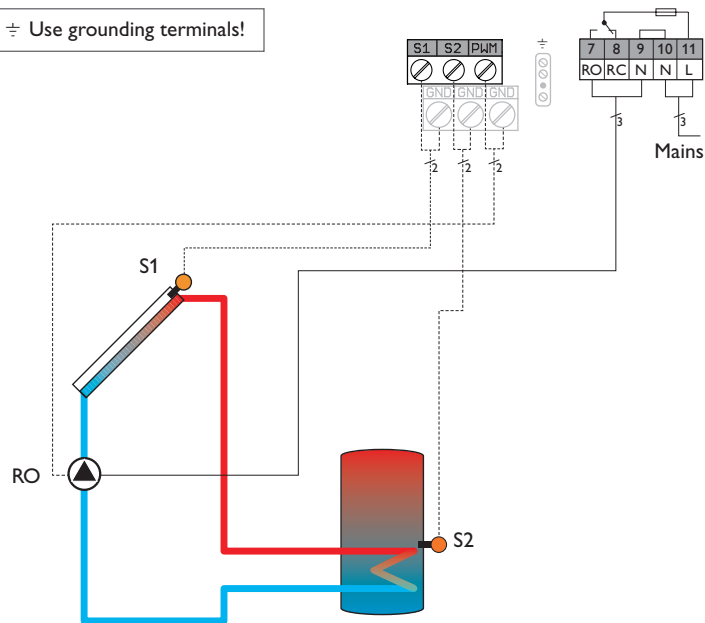 ⏚ Use grounding terminals!
S1 S2 PWM
GND GND GND
⏚
7 8 9 10 11
RO RC N N L
2 2 2
3 3
Mains
S1
RO
S2